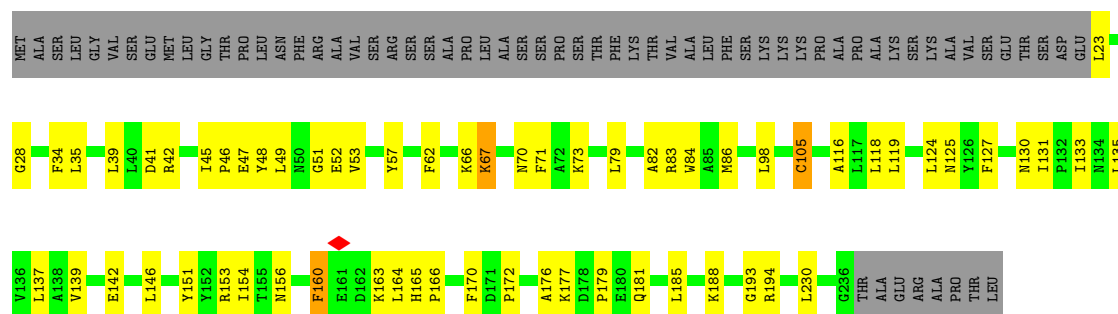 MET ALA SER LEU GLY VAL SER GLU MET LEU GLY THR PRO LEU ASN PHE ARG ALA VAL SER ARG SER SER ALA PRO LEU ALA SER SER PRO SER THR PHE LYS THR VAL ALA LEU PHE SER LYS LYS LYS PRO ALA PRO ALA LYS SER LYS ALA VAL SER GLU THR SER ASP GLU L23
G28 F34 L35 L39 L40 D41 R42 I45 P46 E47 Y48 L49 N50 G51 E52 V53 Y57 F62 K66 K67 N70 F71 A72 K73 L79 A82 R83 W84 A85 M86 L98 C105 A116 L117 L118 L119 L124 N125 Y126 F127 N130 I131 P132 I133 N134 L135
V136 L137 A138 V139 E142 L146 Y151 Y152 R153 I154 T155 N156 F160 E161 D162 K163 L164 H165 P166 F170 D171 P172 A176 K177 D178 P179 E180 Q181 L185 K188 G193 R194 L230 G236 THR ALA GLU ARG ALA PRO THR LEU